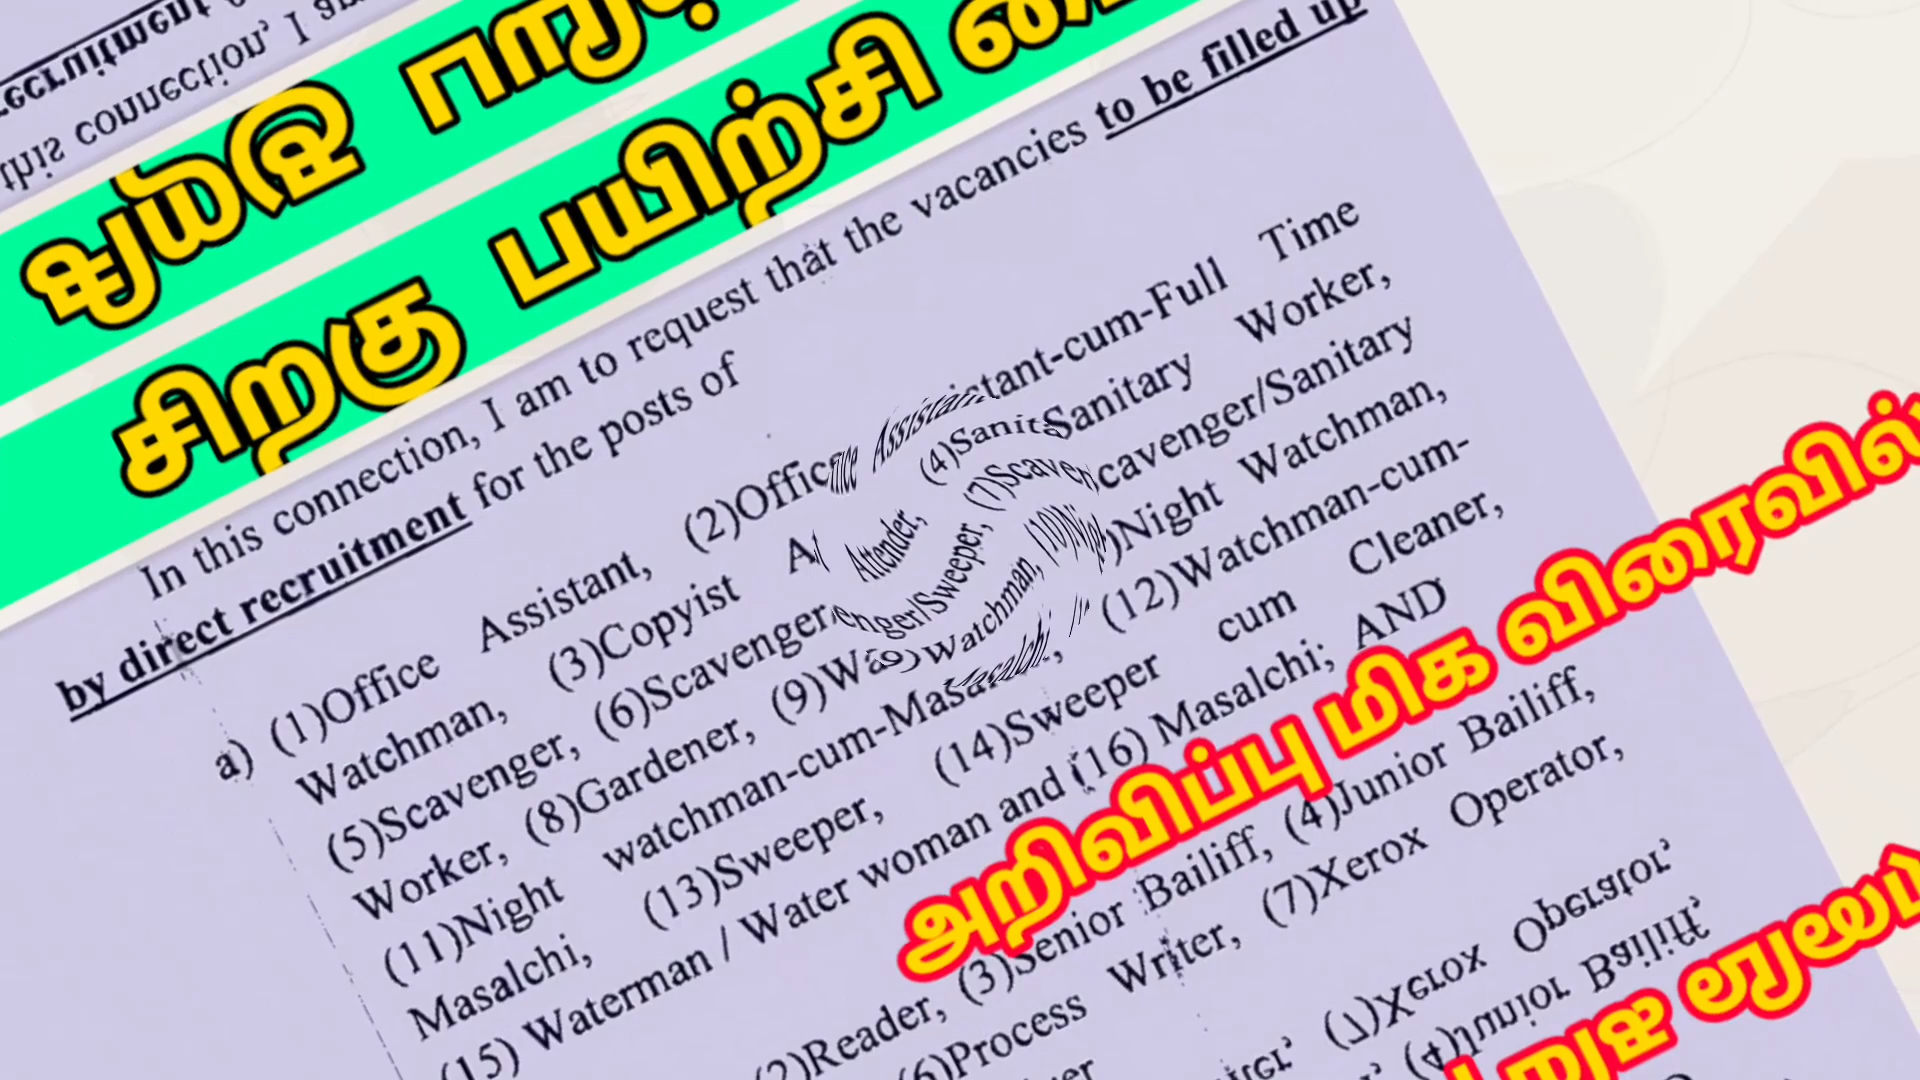 சிறகு பயிற்சி
In this connection, I am to request that the vacancies to be filled up
by direct recruitment for the posts of
a) (1)Office Assistant, (2)Office Assistant-cum-Full Time
Watchman, (3)Copyist Attender, (4)Sanitary Worker,
(5)Scavenger, (6)Scavenger/Sweeper, (7)Scavenger/Sanitary
Worker, (8)Gardener, (9)Watchman, (10)Night Watchman,
(11)Night watchman-cum-Masalchi, (12)Watchman-cum-
Masalchi, (13)Sweeper, (14)Sweeper cum Cleaner,
(15) Waterman / Water woman and (16) Masalchi; AND
அறிவிப்பு மிக விரைவில்
(2)Reader, (3)Senior Bailiff, (4)Junior Bailiff,
(6)Process Writer, (7)Xerox Operator,